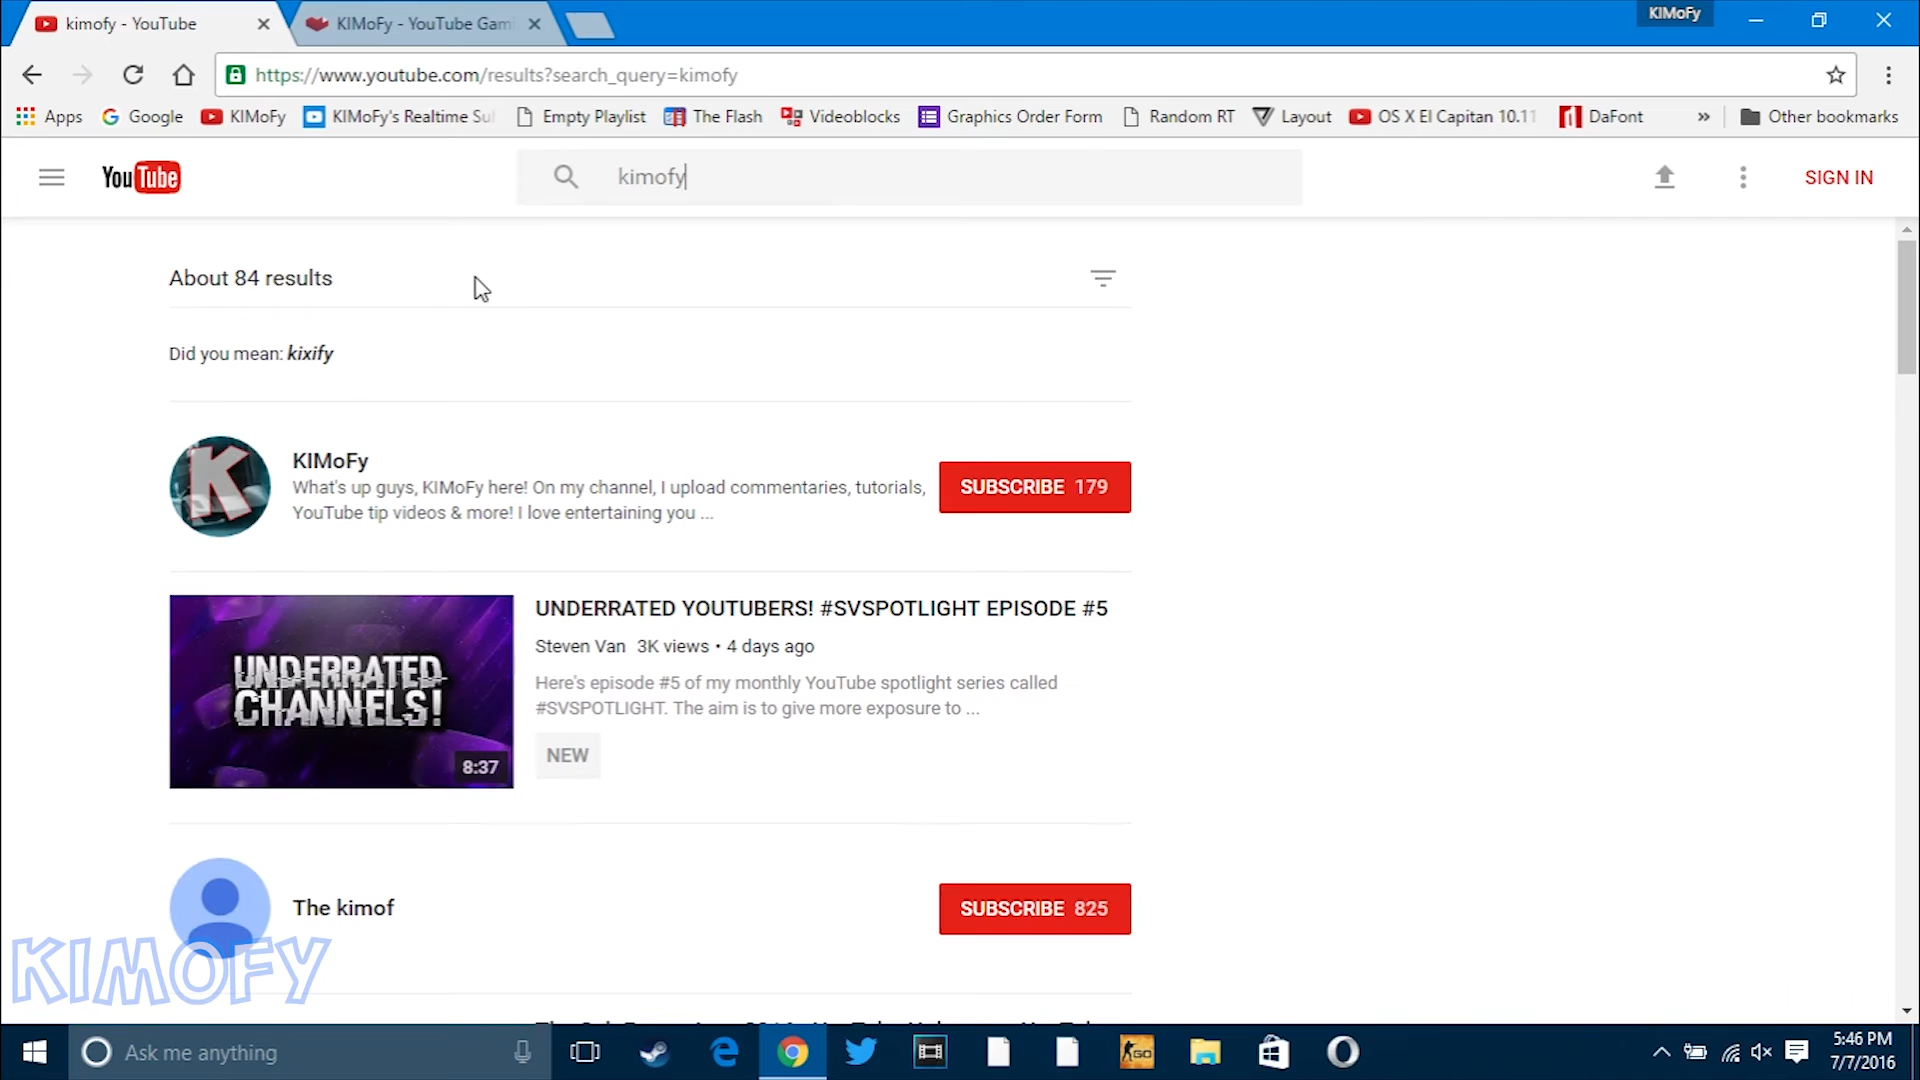 kimofy - YouTube
KIMoFy - YouTube Gam
KIMoFy
https://www.youtube.com/results?search_query=kimofy
Apps
Google
KIMoFy
KIMoFy's Realtime Su
Empty Playlist
The Flash
Videoblocks
Graphics Order Form
Random RT
Layout
OS X El Capitan 10.11
DaFont
»
Other bookmarks
YouTube
kimofy
SIGN IN
About 84 results
Did you mean: kixify
K
KIMoFy
What's up guys, KIMoFy here! On my channel, I upload commentaries, tutorials,
YouTube tip videos & more! I love entertaining you ...
SUBSCRIBE 179
UNDERRATED
CHANNELS!
8:37
UNDERRATED YOUTUBERS! #SVSPOTLIGHT EPISODE #5
Steven Van 3K views • 4 days ago
Here's episode #5 of my monthly YouTube spotlight series called
#SVSPOTLIGHT. The aim is to give more exposure to ...
NEW
The kimof
SUBSCRIBE 825
KIMOFY
Ask me anything
GO
5:46 PM
7/7/2016